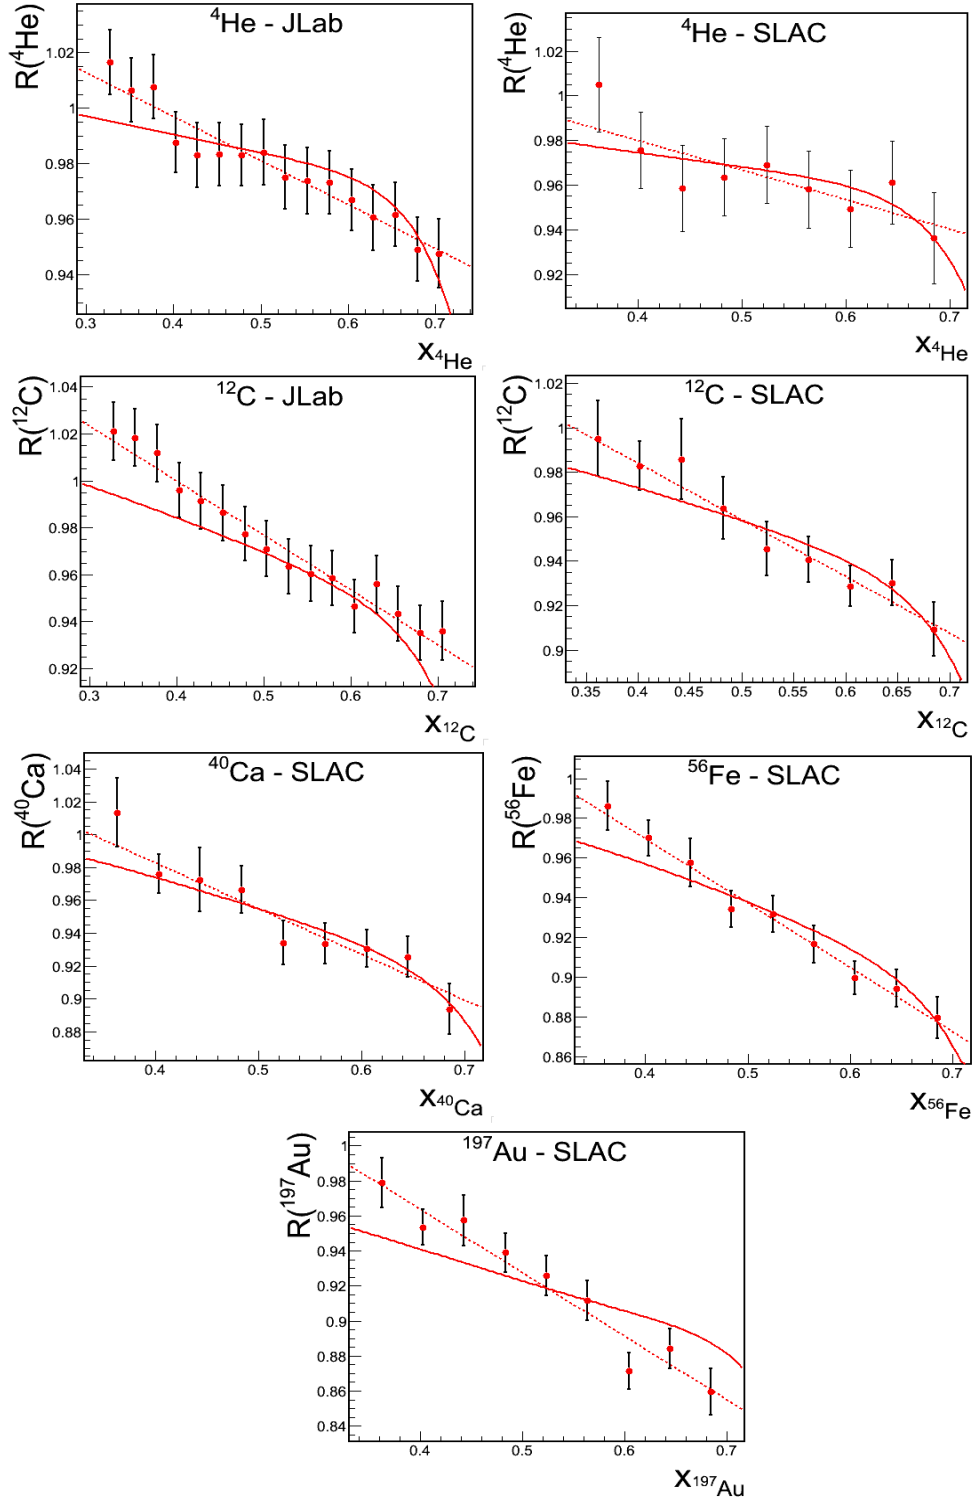 ⁴He - JLab
R(⁴He)
1.02
1
0.98
0.96
0.94
0.3 0.4 0.5 0.6 0.7
x⁴He
⁴He - SLAC
R(⁴He)
1.02
1
0.98
0.96
0.94
0.92
0.4 0.5 0.6 0.7
x⁴He
¹²C - JLab
R(¹²C)
1.04
1.02
1
0.98
0.96
0.94
0.92
0.3 0.4 0.5 0.6 0.7
x¹²C
¹²C - SLAC
R(¹²C)
1.02
1
0.98
0.96
0.94
0.92
0.9
0.35 0.4 0.45 0.5 0.55 0.6 0.65 0.7
x¹²C
⁴⁰Ca - SLAC
R(⁴⁰Ca)
1.04
1.02
1
0.98
0.96
0.94
0.92
0.9
0.88
0.4 0.5 0.6 0.7
x⁴⁰Ca
⁵⁶Fe - SLAC
R(⁵⁶Fe)
1
0.98
0.96
0.94
0.92
0.9
0.88
0.86
0.4 0.5 0.6 0.7
x⁵⁶Fe
¹⁹⁷Au - SLAC
R(¹⁹⁷Au)
1
0.98
0.96
0.94
0.92
0.9
0.88
0.86
0.84
0.4 0.5 0.6 0.7
x¹⁹⁷Au